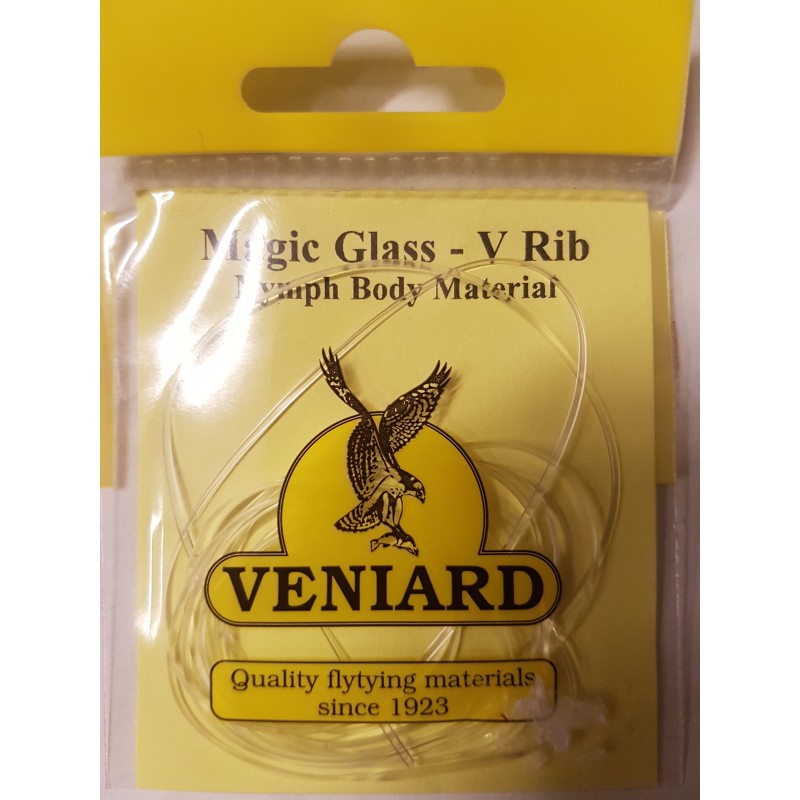 Magic Glass - V Rib
Nymph Body Material
VENIARD
Quality flytying materials
since 1923